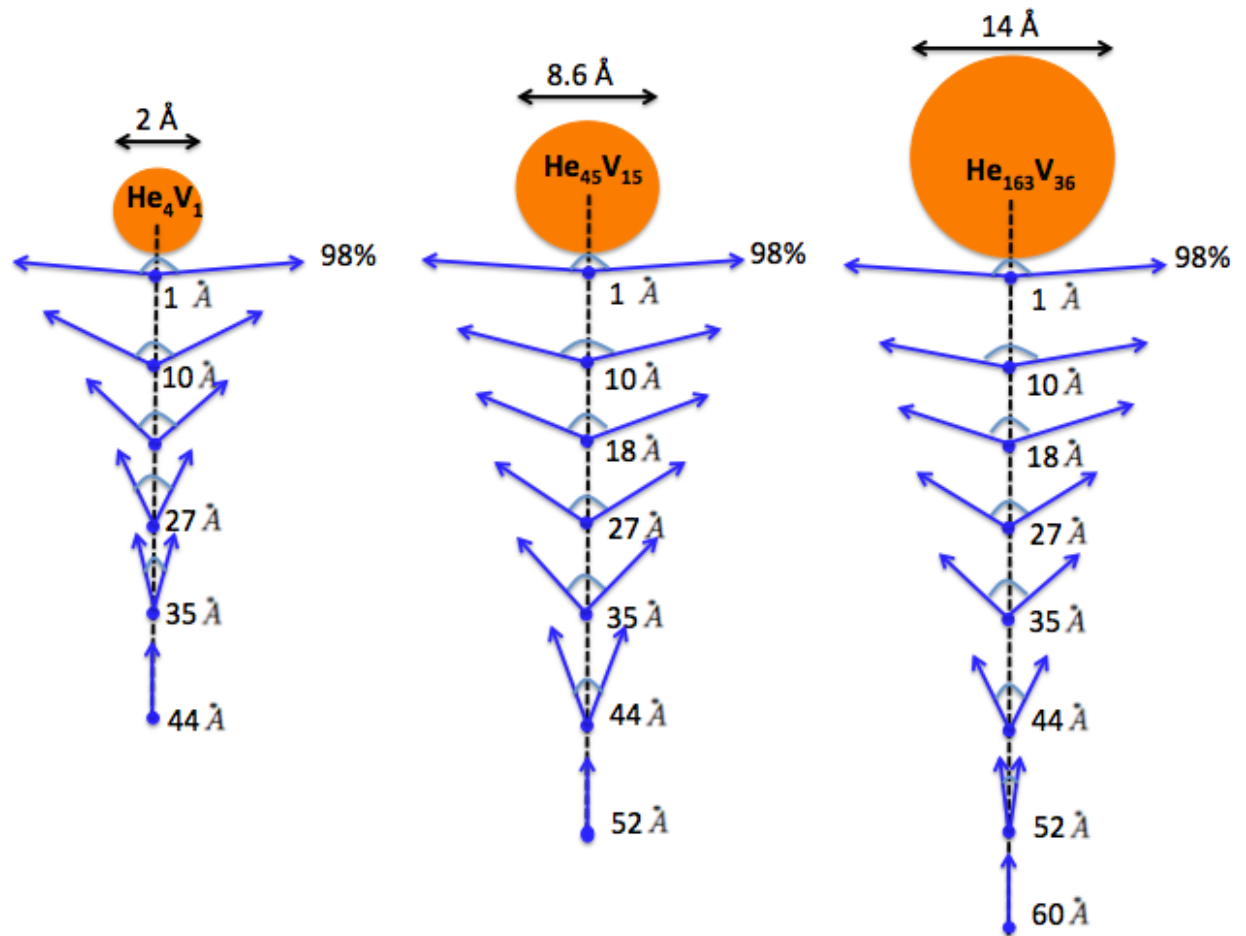 2 Å
He₄V₁
98%
1 Å
10 Å
27 Å
35 Å
44 Å
8.6 Å
He₄₅V₁₅
98%
1 Å
10 Å
18 Å
27 Å
35 Å
44 Å
52 Å
14 Å
He₁₆₃V₃₆
98%
1 Å
10 Å
18 Å
27 Å
35 Å
44 Å
52 Å
60 Å